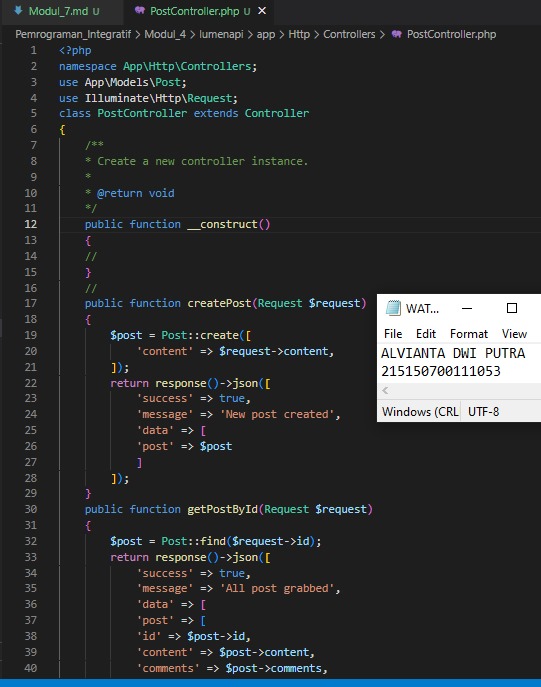 Modul_7.md U
PostController.php U
Pemrograman_Integratif > Modul_4 > lumenapi > app > Http > Controllers > PostController.php
1 <?php
2 namespace App\Http\Controllers;
3 use App\Models\Post;
4 use Illuminate\Http\Request;
5 class PostController extends Controller
6 {
7 /**
8 * Create a new controller instance.
9 *
10 * @return void
11 */
12 public function __construct()
13 {
14 //
15 }
16 //
17 public function createPost(Request $request)
18 {
19 $post = Post::create([
20 'content' => $request->content,
21 ]);
22 return response()->json([
23 'success' => true,
24 'message' => 'New post created',
25 'data' => [
26 'post' => $post
27 ]
28 ]);
29 }
30 public function getPostById(Request $request)
31 {
32 $post = Post::find($request->id);
33 return response()->json([
34 'success' => true,
35 'message' => 'All post grabbed',
36 'data' => [
37 'post' => [
38 'id' => $post->id,
39 'content' => $post->content,
40 'comments' => $post->comments,
WAT...
File Edit Format View
ALVIANTA DWI PUTRA
215150700111053
Windows (CRL UTF-8